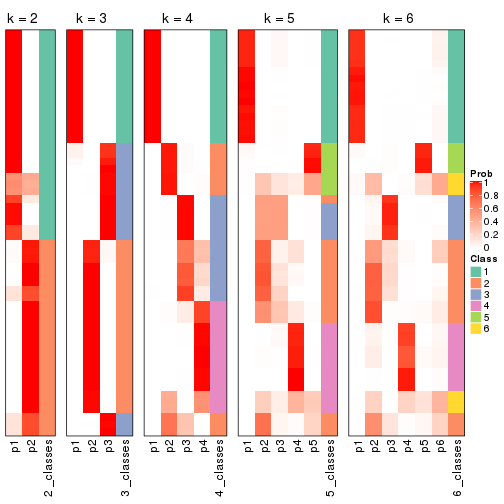 k = 2
k = 3
k = 4
k = 5
k = 6
Prob
1
0.8
0.6
0.4
0.2
0
Class
1
2
3
4
5
6
p1
p2
2_classes
p1
p2
p3
3_classes
p1
p2
p3
p4
4_classes
p1
p2
p3
p4
p5
5_classes
p1
p2
p3
p4
p5
p6
6_classes